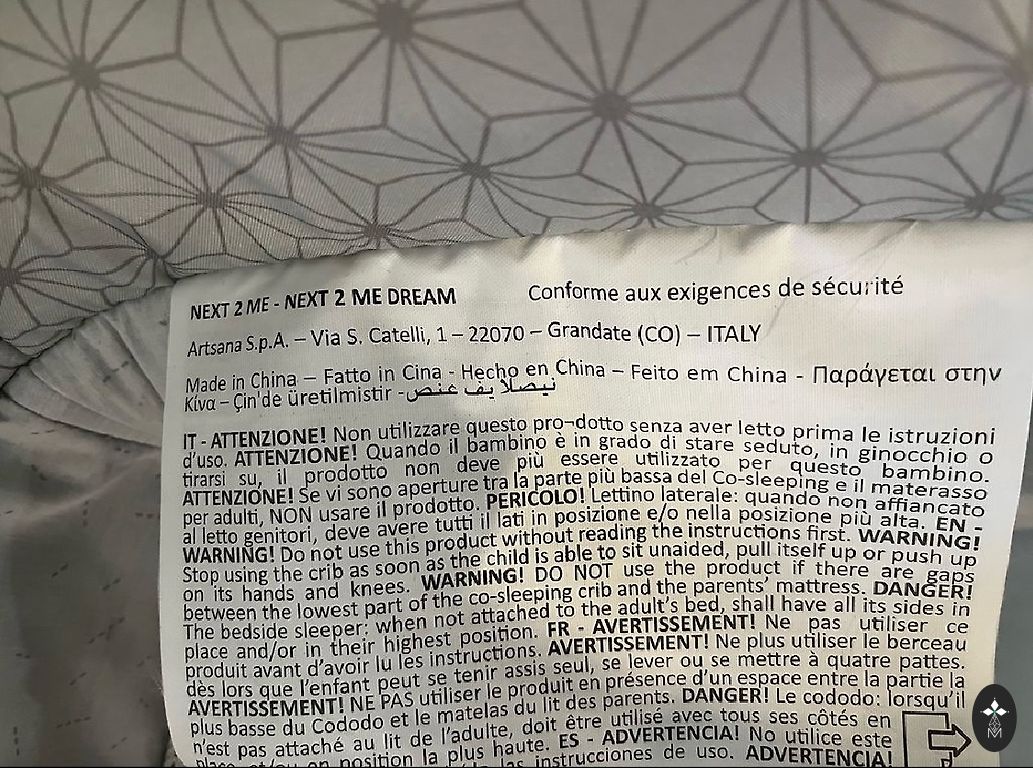 NEXT 2 ME - NEXT 2 ME DREAM Conforme aux exigences de sécurité
Artsana S.p.A. – Via S. Catelli, 1 – 22070 – Grandate (CO) – ITALY
Made in China – Fatto in Cina - Hecho en China – Feito em China - Παράγεται στην
Κίνα – Çin'de üretilmistir - نيصلا يف عنص
IT - ATTENZIONE! Non utilizzare questo pro¬dotto senza aver letto prima le istruzioni
d'uso. ATTENZIONE! Quando il bambino è in grado di stare seduto, in ginocchio o
tirarsi su, il prodotto non deve più essere utilizzato per questo bambino.
ATTENZIONE! Se vi sono aperture tra la parte più bassa del Co-sleeping e il materasso
per adulti, NON usare il prodotto. PERICOLO! Lettino laterale: quando non affiancato
al letto genitori, deve avere tutti il lati in posizione e/o nella posizione più alta. EN -
WARNING! Do not use this product without reading the instructions first. WARNING!
Stop using the crib as soon as the child is able to sit unaided, pull itself up or push up
on its hands and knees. WARNING! DO NOT use the product if there are gaps
between the lowest part of the co-sleeping crib and the parents' mattress. DANGER!
The bedside sleeper; when not attached to the adult's bed, shall have all its sides in
place and/or in their highest position. FR - AVERTISSEMENT! Ne pas utiliser ce
produit avant d'avoir lu les instructions. AVERTISSEMENT! Ne plus utiliser le berceau
dès lors que l'enfant peut se tenir assis seul, se lever ou se mettre à quatre pattes.
AVERTISSEMENT! NE PAS utiliser le produit en présence d'un espace entre la partie la
plus basse du Cododo et le matelas du lit des parents. DANGER! Le cododo: lorsqu'il
n'est pas attaché au lit de l'adulte, doit être utilisé avec tous ses côtés en
place et/ou en position la plus haute. ES - ADVERTENCIA! No utilice este
las instrucciones de uso. ADVERTENCIA!